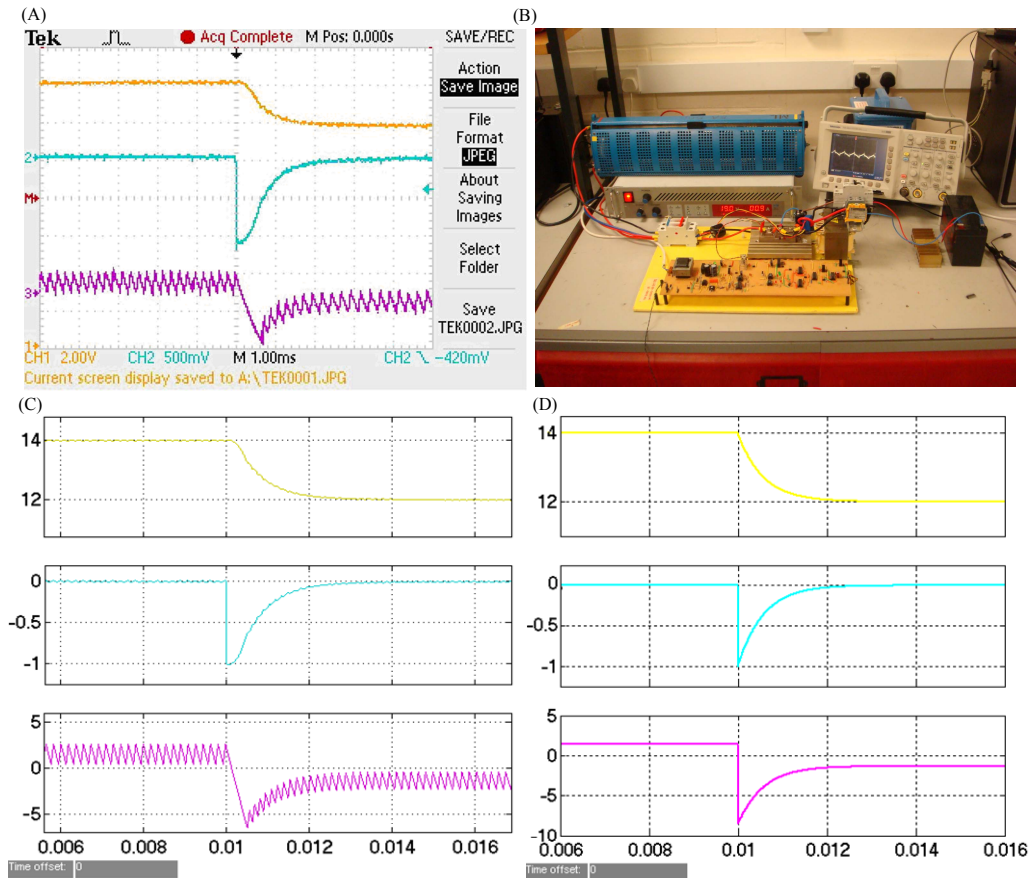 (A)
(B)
Tek
Acq Complete
M Pos: 0.000s
SAVE/REC
Action
Save Image
File
Format
JPEG
About
Saving
Images
Select
Folder
Save
TEK0002.JPG
2
M
3
1
CH1 2.00V
CH2 500mV
M 1.00ms
CH2 \ -420mV
Current screen display saved to A:\TEK0001.JPG
(C)
14
12
0
-0.5
-1
5
0
-5
0.006 0.008 0.01 0.012 0.014 0.016
Time offset: 0
(D)
14
12
0
-0.5
-1
5
0
-5
-10
0.006 0.008 0.01 0.012 0.014 0.016
Time offset: 0